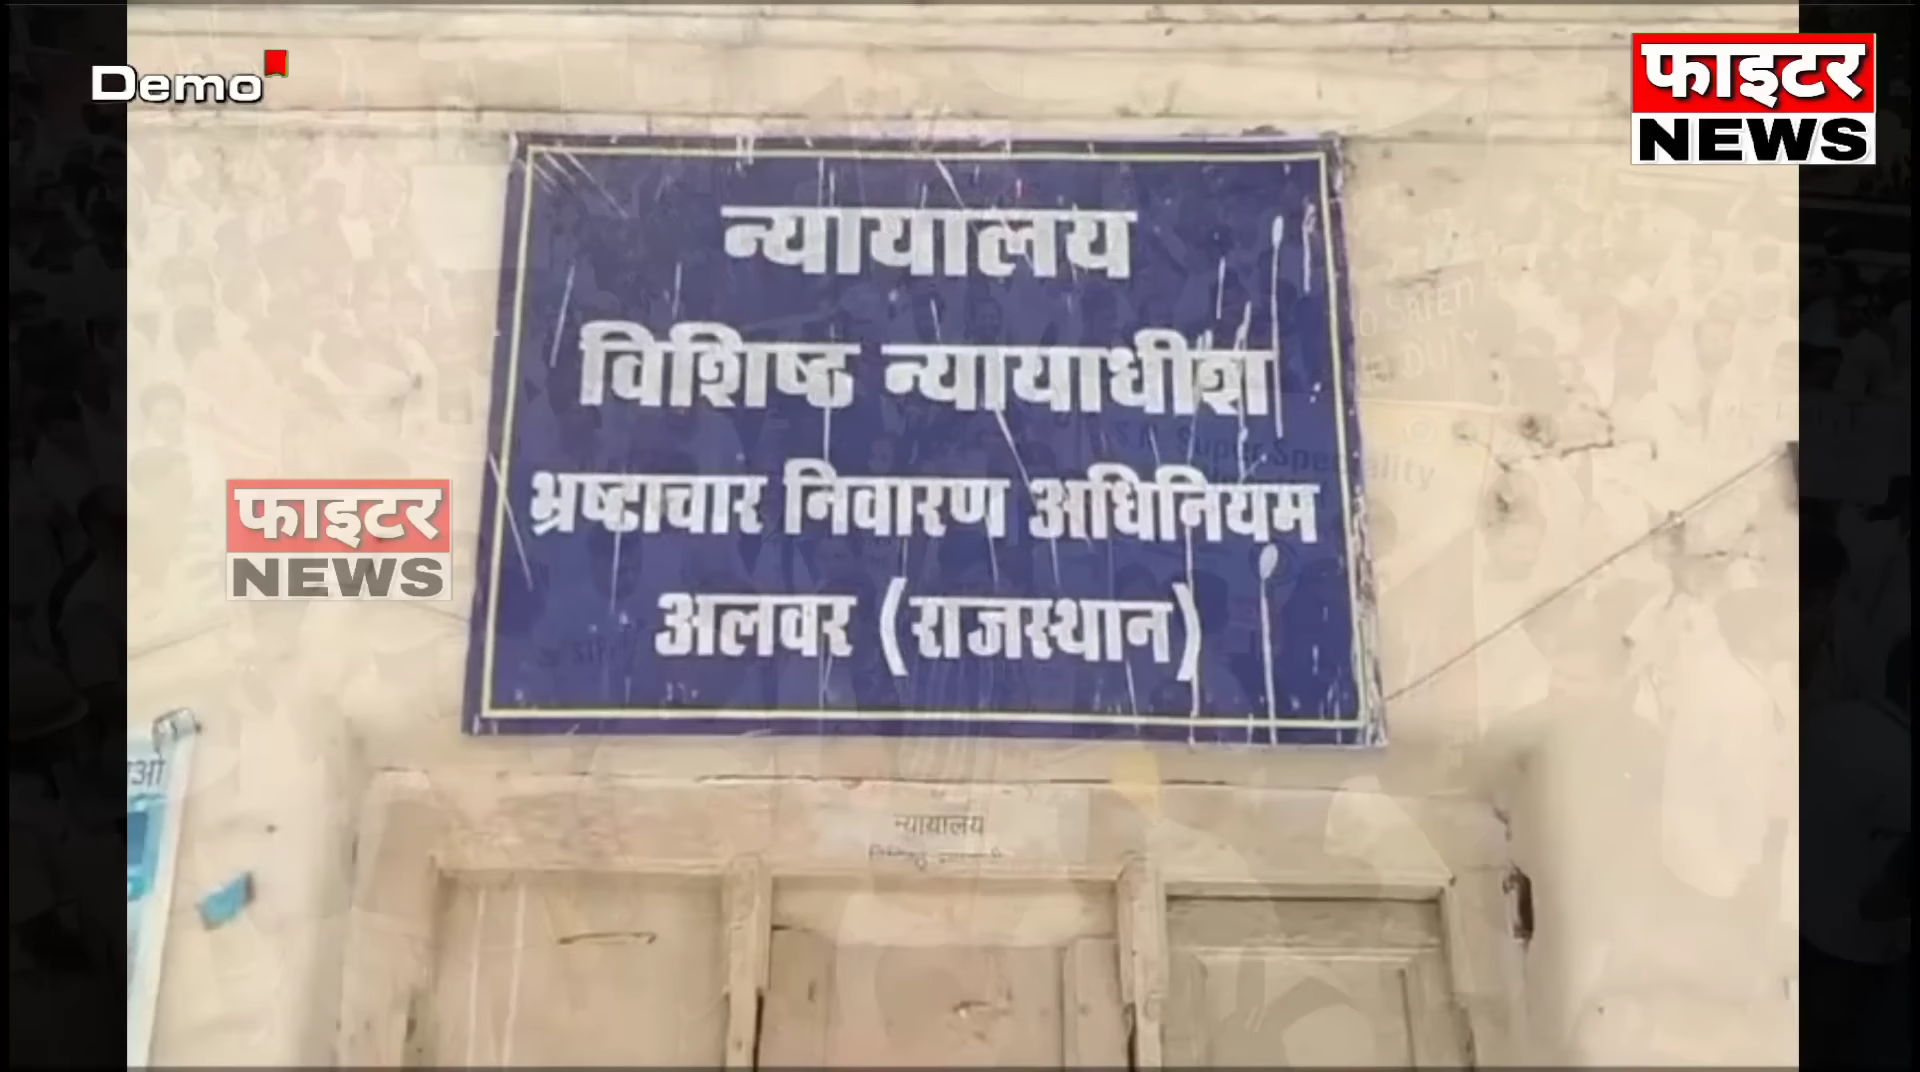 Demo
फाइटर
NEWS
न्यायालय
विशिष्ठ न्यायाधीश
भ्रष्टाचार निवारण अधिनियम
अलवर (राजस्थान)
फाइटर
NEWS
न्यायालय